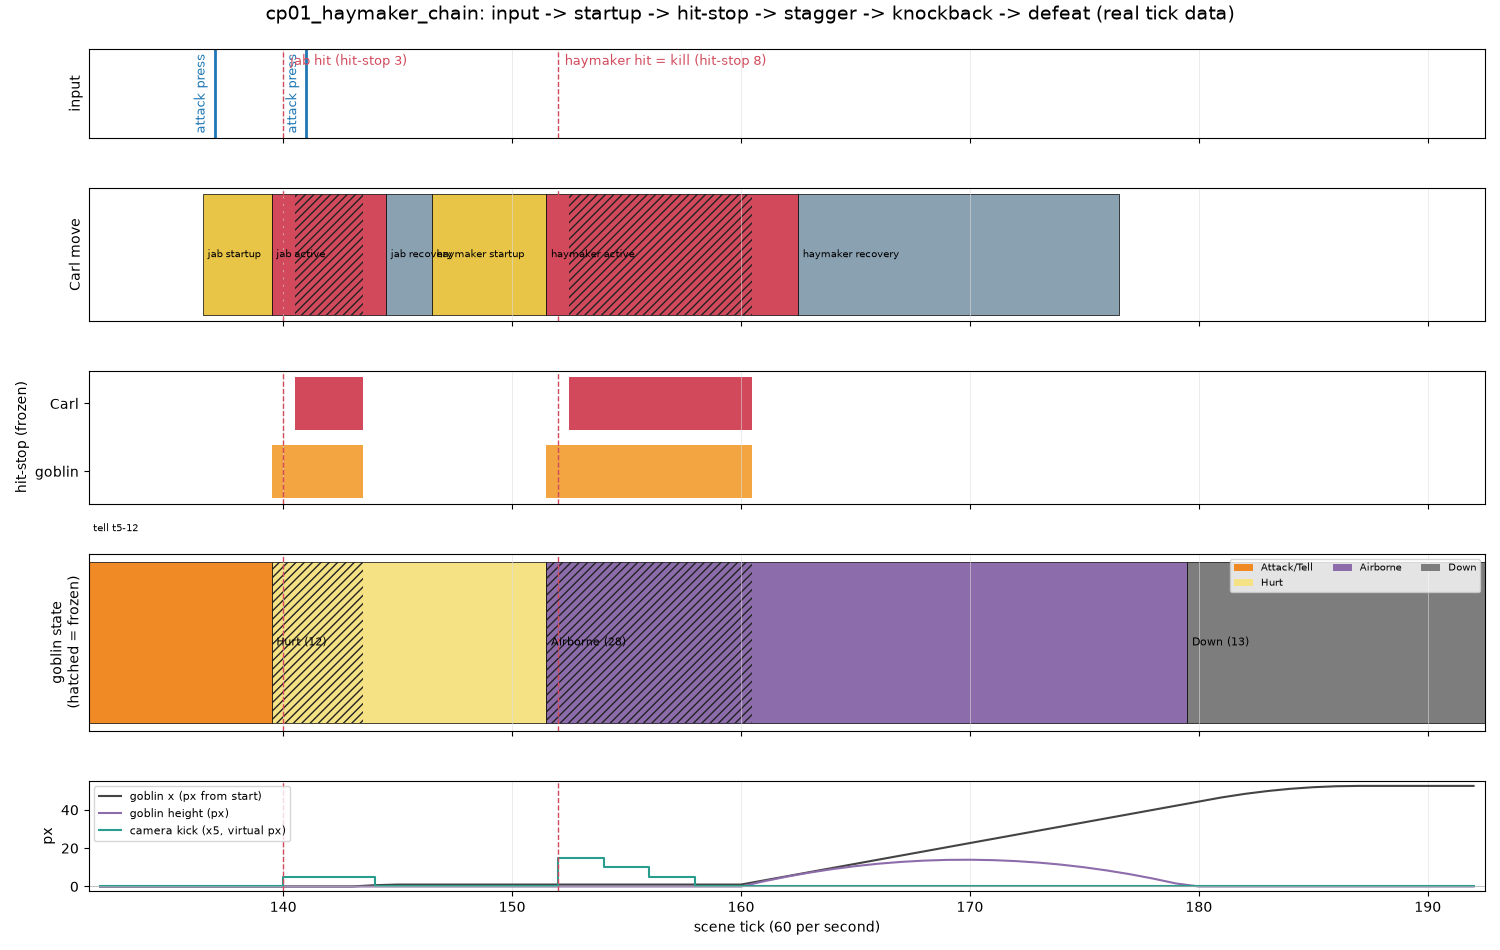 cp01_haymaker_chain: input -> startup -> hit-stop -> stagger -> knockback -> defeat (real tick data)
input
attack press
attack press
jab hit (hit-stop 3)
haymaker hit = kill (hit-stop 8)
Carl move
jab startup
jab active
jab recovery
haymaker startup
haymaker active
haymaker recovery
hit-stop (frozen)
Carl
goblin
tell t5-12
goblin state
(hatched = frozen)
Hurt (12)
Airborne (28)
Down (13)
Attack/Tell
Hurt
Airborne
Down
px
40
20
0
goblin x (px from start)
goblin height (px)
camera kick (x5, virtual px)
140
150
160
170
180
190
scene tick (60 per second)